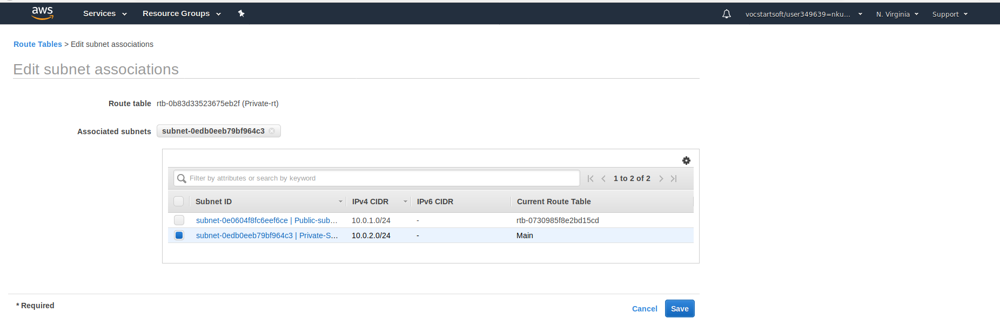 aws Services Resource Groups vocstartsoft/user349639=nku... N. Virginia Support
Route Tables > Edit subnet associations
Edit subnet associations
Route table rtb-0b83d33523675eb2f (Private-rt)
Associated subnets subnet-0edb0eeb79bf964c3
Filter by attributes or search by keyword 1 to 2 of 2
Subnet ID IPv4 CIDR IPv6 CIDR Current Route Table
subnet-0e0604f8fc6eef6ce | Public-sub... 10.0.1.0/24 - rtb-0730985f8e2bd15cd
subnet-0edb0eeb79bf964c3 | Private-S... 10.0.2.0/24 - Main
* Required Cancel Save